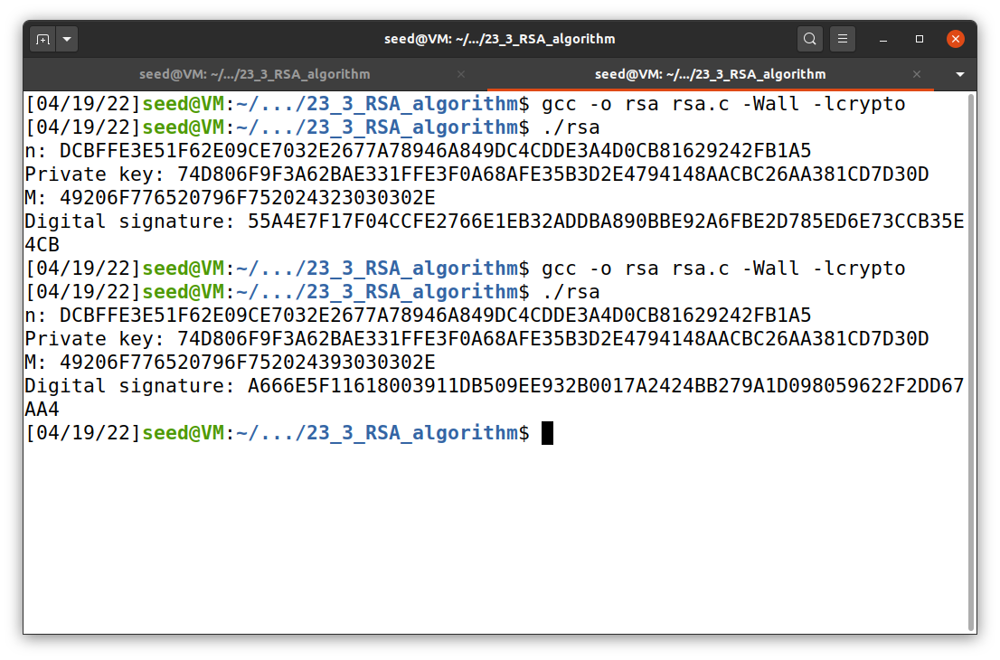 seed@VM: ~/.../23_3_RSA_algorithm
seed@VM: ~/.../23_3_RSA_algorithm seed@VM: ~/.../23_3_RSA_algorithm
[04/19/22]seed@VM:~/.../23_3_RSA_algorithm$ gcc -o rsa rsa.c -Wall -lcrypto
[04/19/22]seed@VM:~/.../23_3_RSA_algorithm$ ./rsa
n: DCBFFE3E51F62E09CE7032E2677A78946A849DC4CDDE3A4D0CB81629242FB1A5
Private key: 74D806F9F3A62BAE331FFE3F0A68AFE35B3D2E4794148AACBC26AA381CD7D30D
M: 49206F776520796F752024323030302E
Digital signature: 55A4E7F17F04CCFE2766E1EB32ADDBA890BBE92A6FBE2D785ED6E73CCB35E
4CB
[04/19/22]seed@VM:~/.../23_3_RSA_algorithm$ gcc -o rsa rsa.c -Wall -lcrypto
[04/19/22]seed@VM:~/.../23_3_RSA_algorithm$ ./rsa
n: DCBFFE3E51F62E09CE7032E2677A78946A849DC4CDDE3A4D0CB81629242FB1A5
Private key: 74D806F9F3A62BAE331FFE3F0A68AFE35B3D2E4794148AACBC26AA381CD7D30D
M: 49206F776520796F752024393030302E
Digital signature: A666E5F11618003911DB509EE932B0017A2424BB279A1D098059622F2DD67
AA4
[04/19/22]seed@VM:~/.../23_3_RSA_algorithm$